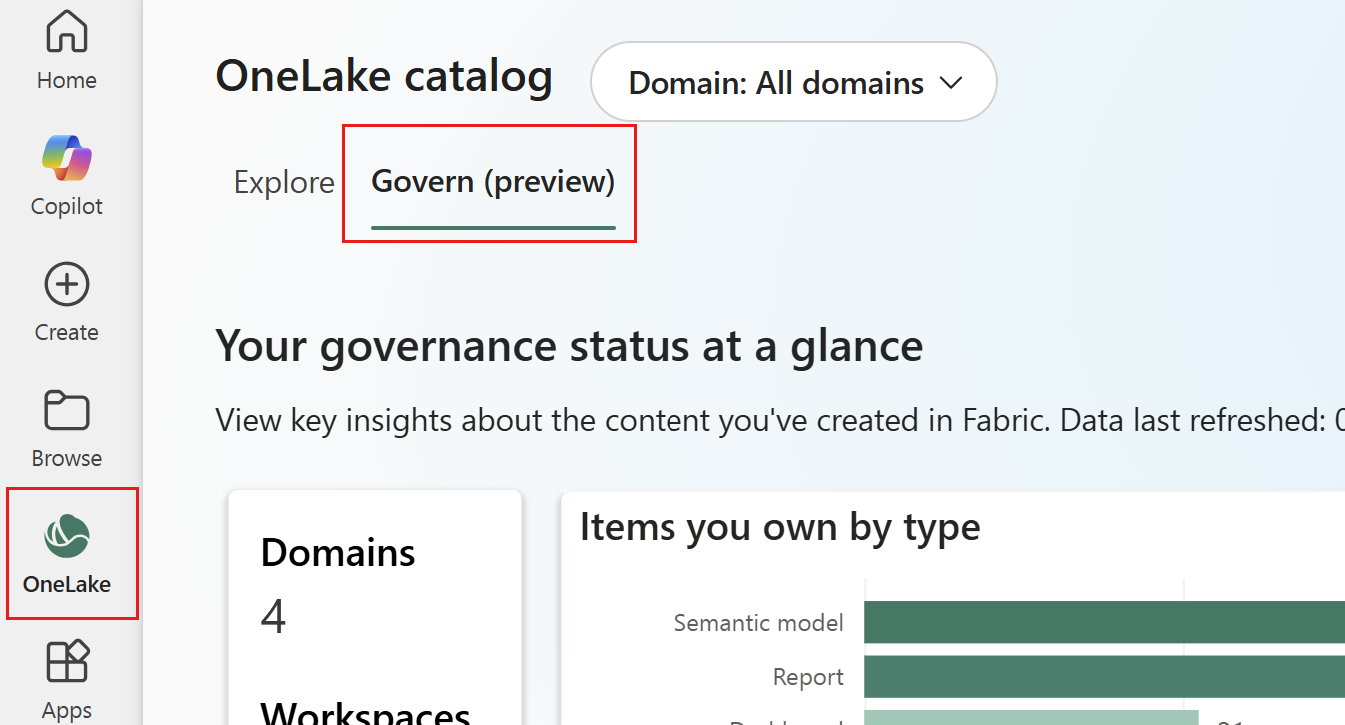 Home
Copilot
Create
Browse
OneLake
Apps
OneLake catalog
Domain: All domains
Explore
Govern (preview)
Your governance status at a glance
View key insights about the content you've created in Fabric. Data last refreshed: 0
Domains
4
Workspaces
Items you own by type
Semantic model
Report